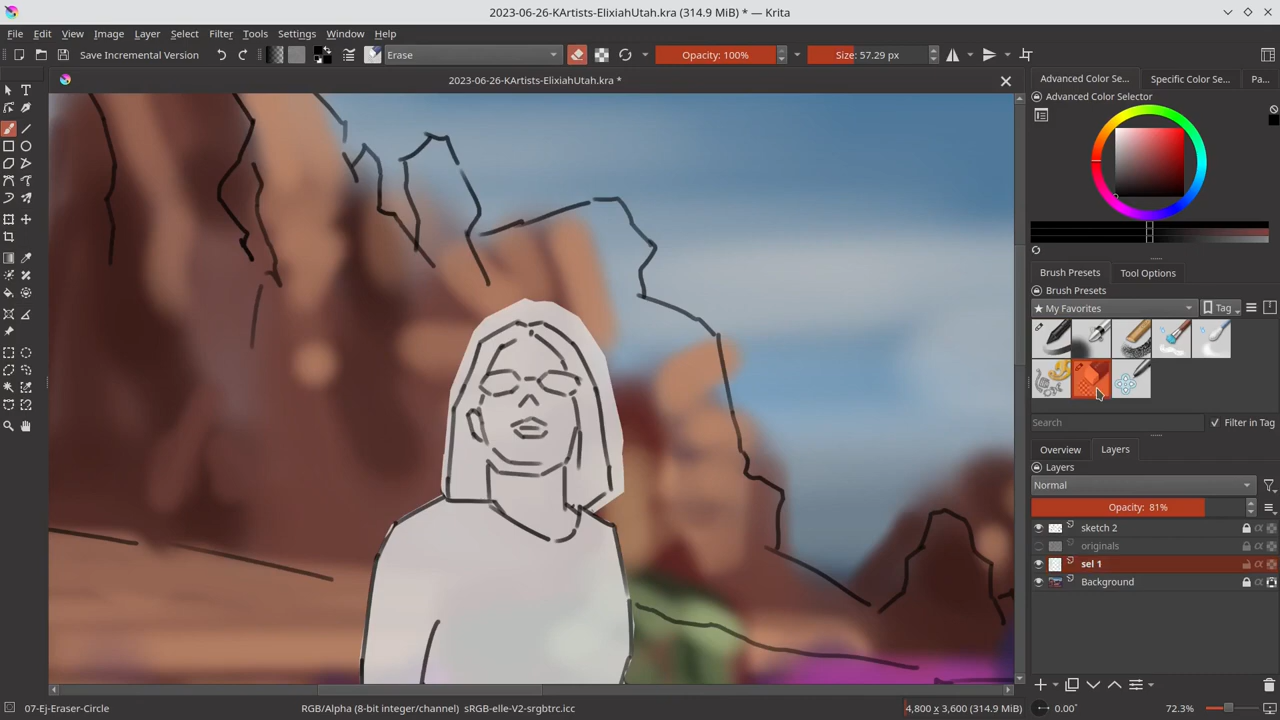 2023-06-26-KArtists-ElixiahUtah.kra (314.9 MiB) * — Krita
File Edit View Image Layer Select Filter Tools Settings Window Help
Save Incremental Version Erase Opacity: 100% Size: 57.29 px
2023-06-26-KArtists-ElixiahUtah.kra *
Advanced Color Se... Specific Color Se... Pa...
Advanced Color Selector
Brush Presets Tool Options
Brush Presets
★ My Favorites Tag
Search Filter in Tag
Overview Layers
Layers
Normal
Opacity: 81%
sketch 2
originals
sel 1
Background
07-Ej-Eraser-Circle RGB/Alpha (8-bit integer/channel) sRGB-elle-V2-srgbtrc.icc 4,800 x 3,600 (314.9 MiB) 0.00° 72.3%